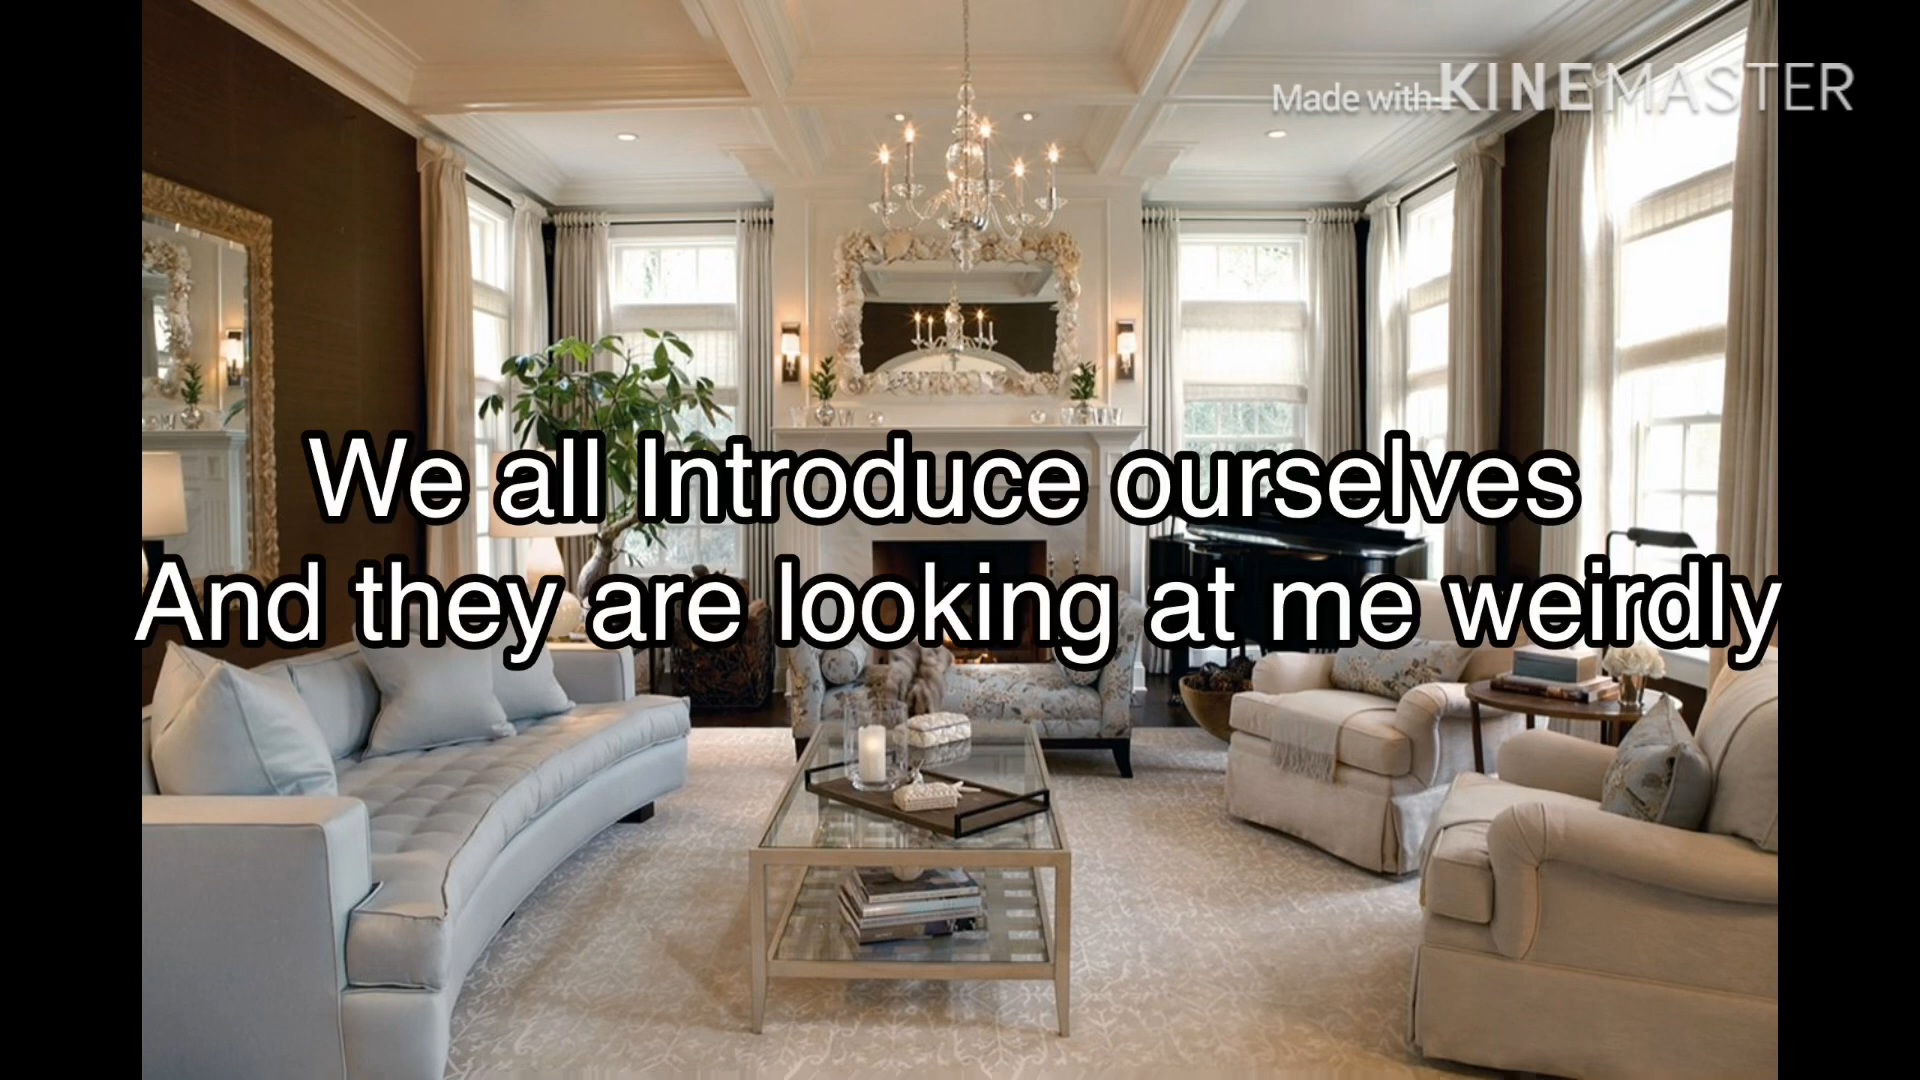 Made with KINEMASTER
We all Introduce ourselves
And they are looking at me weirdly